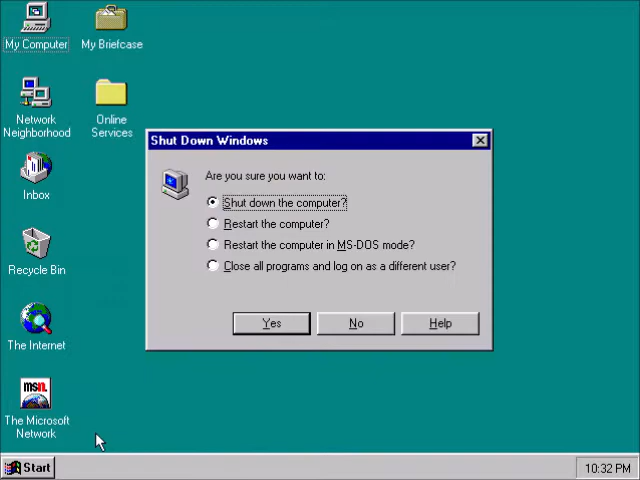 My Computer
My Briefcase
Network
Neighborhood
Online
Services
Inbox
Recycle Bin
The Internet
msn.
The Microsoft
Network
Shut Down Windows
Are you sure you want to:
Shut down the computer?
Restart the computer?
Restart the computer in MS-DOS mode?
Close all programs and log on as a different user?
Yes
No
Help
Start
10:32 PM